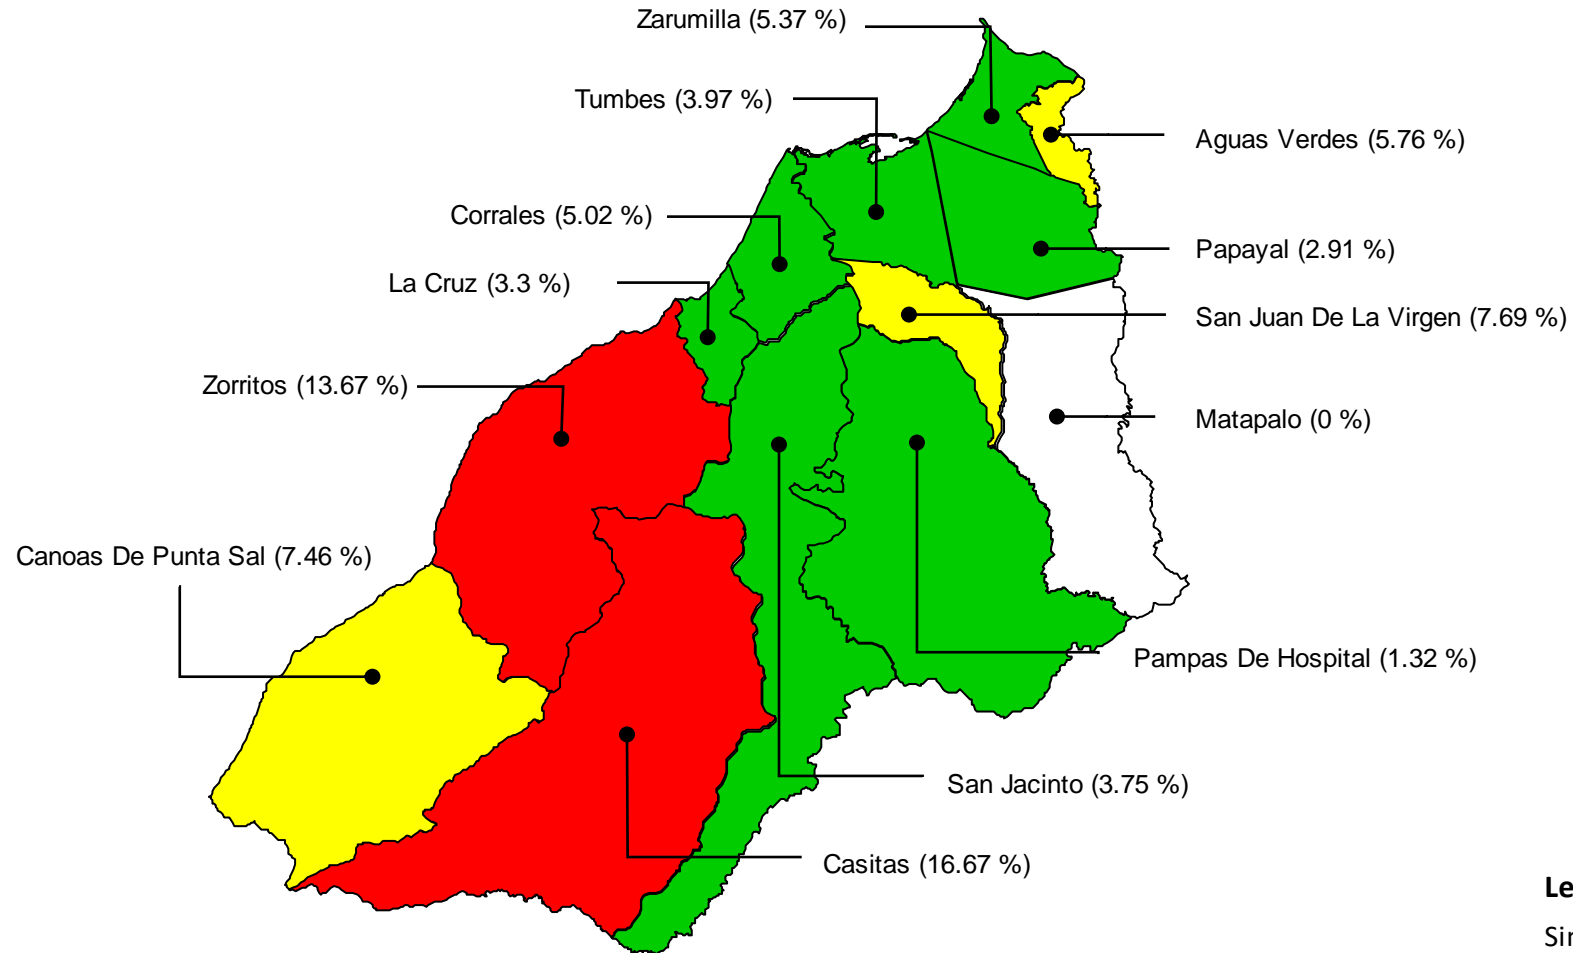 Zarumilla (5.37 %)
Tumbes (3.97 %)
Aguas Verdes (5.76 %)
Corrales (5.02 %)
Papayal (2.91 %)
La Cruz (3.3 %)
San Juan De La Virgen (7.69 %)
Zorritos (13.67 %)
Matapalo (0 %)
Canoas De Punta Sal (7.46 %)
Pampas De Hospital (1.32 %)
San Jacinto (3.75 %)
Casitas (16.67 %)